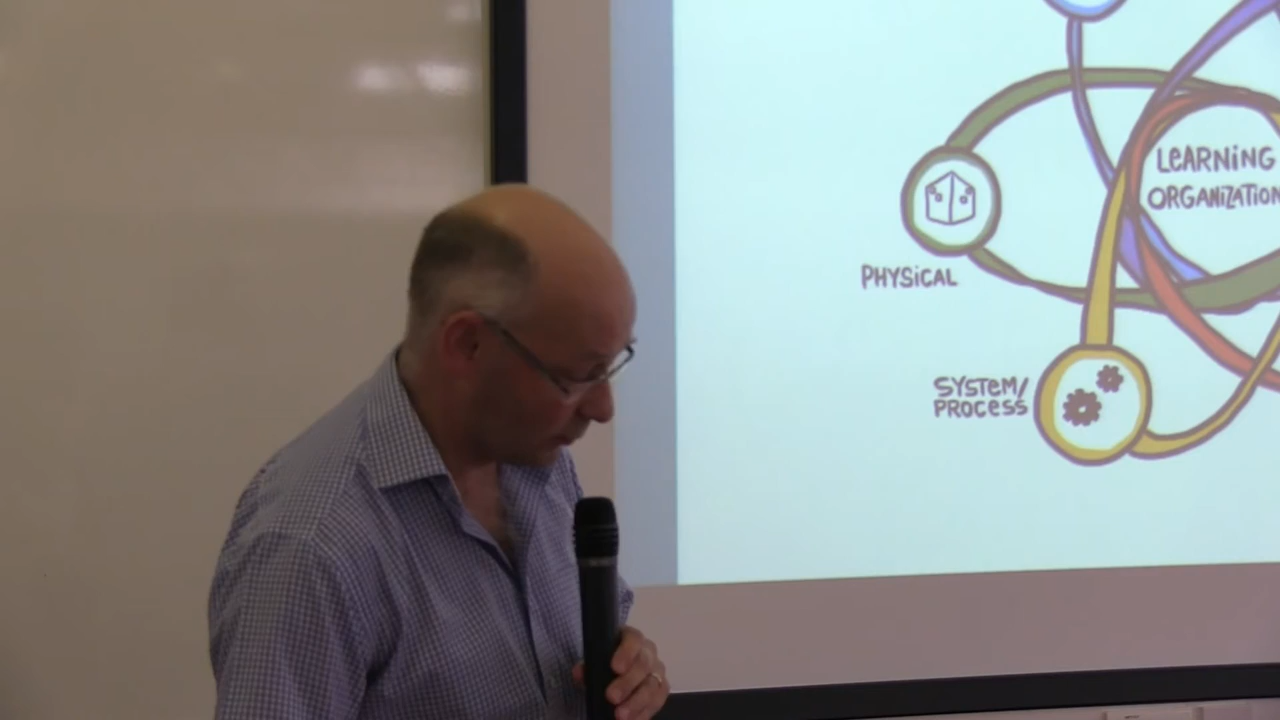 LEARNING
ORGANIZATION
PHYSICAL
SYSTEM/
PROCESS